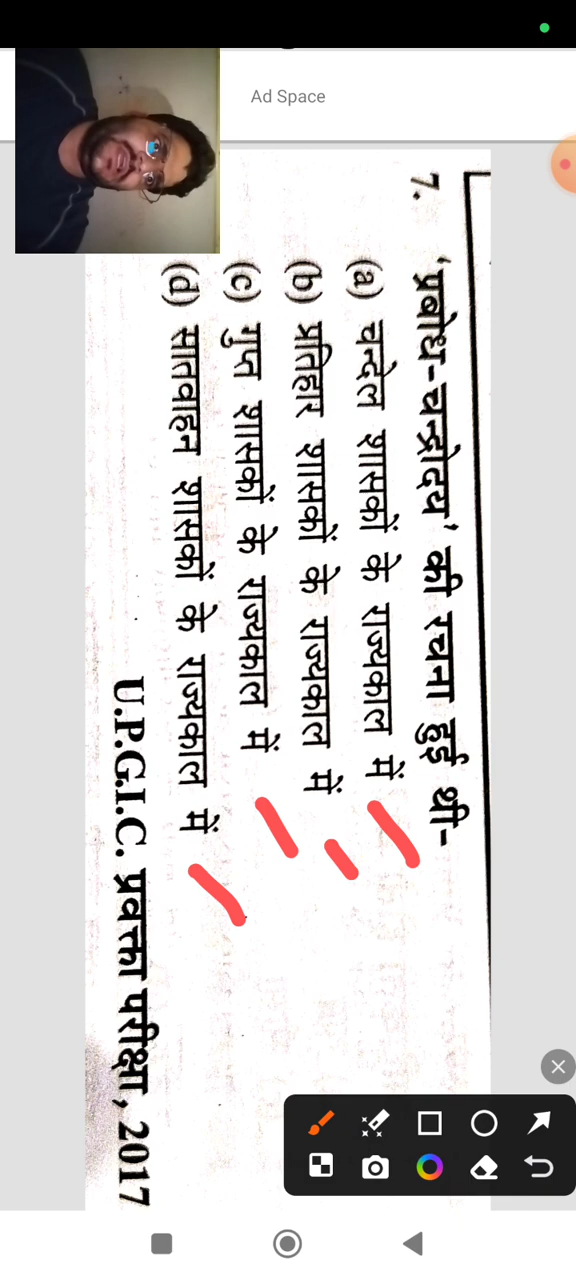 Ad Space
7. 'प्रबोध-चन्द्रोदय' की रचना हुई थी-
(a) चन्देल शासकों के राज्यकाल में
(b) प्रतिहार शासकों के राज्यकाल में
(c) गुप्त शासकों के राज्यकाल में
(d) सातवाहन शासकों के राज्यकाल में
U.P.G.I.C. प्रवक्ता परीक्षा, 2017